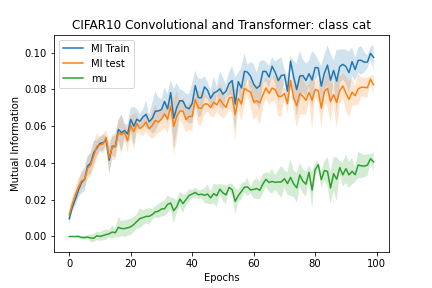 CIFAR10 Convolutional and Transformer: class cat
MI Train
MI test
mu
Mutual Information
0.10
0.08
0.06
0.04
0.02
0.00
0
20
40
60
80
100
Epochs